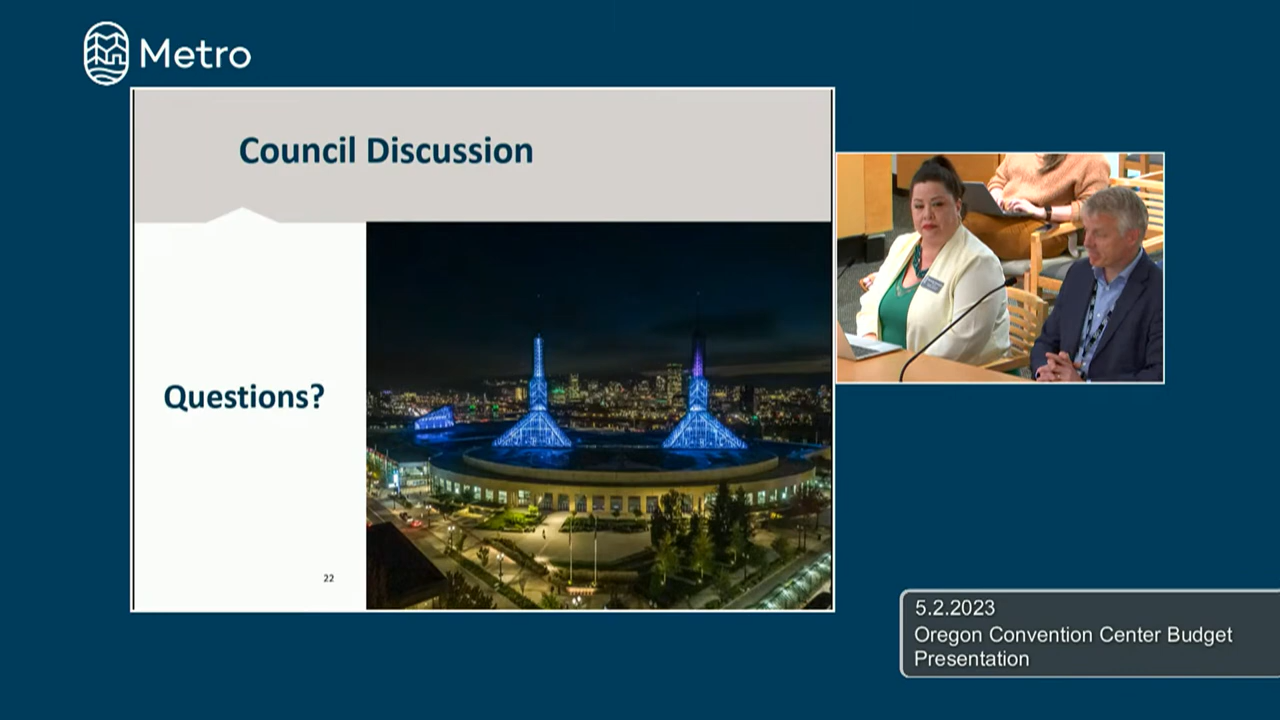 Metro
Council Discussion
Questions?
22
5.2.2023
Oregon Convention Center Budget
Presentation